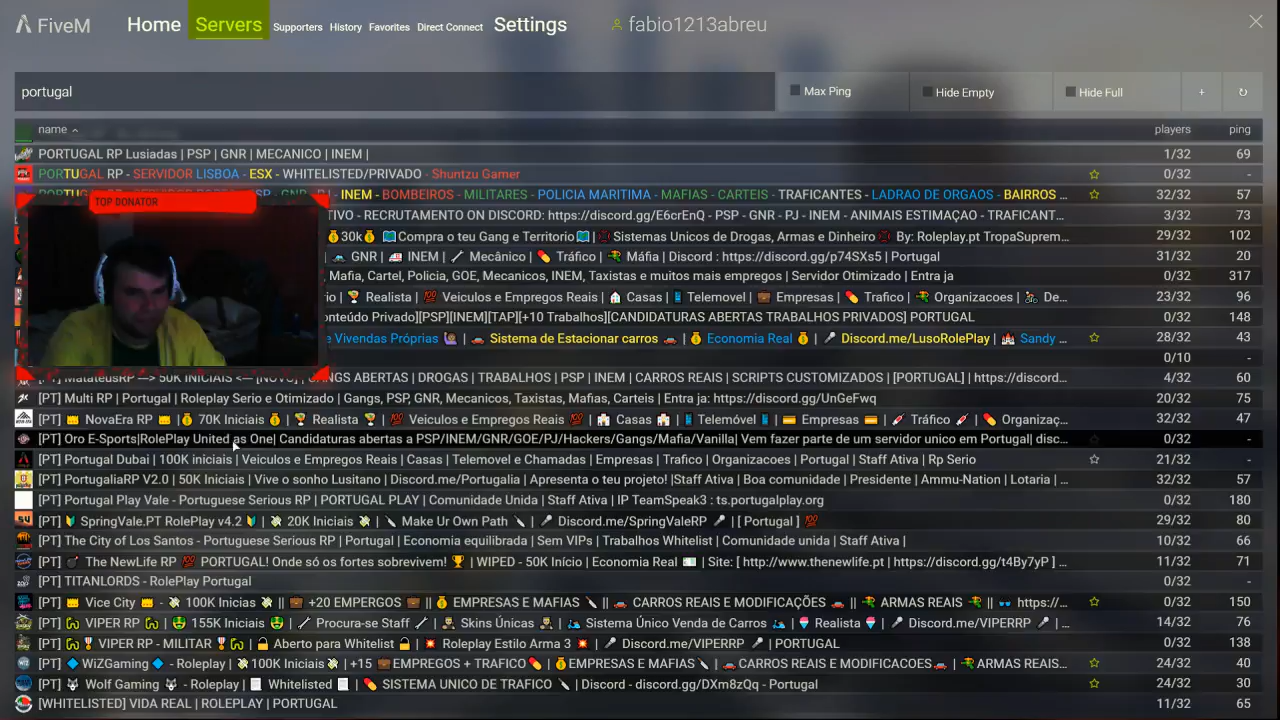 FiveM Home Servers Supporters History Favorites Direct Connect Settings fabio1213abreu
portugal Max Ping Hide Empty Hide Full +
name players ping
PORTUGAL RP Lusiadas | PSP | GNR | MECANICO | INEM | 1/32 69
PORTUGAL RP - SERVIDOR LISBOA - ESX - WHITELISTED/PRIVADO - Shuntzu Gamer 0/32 -
INEM - BOMBEIROS - MILITARES - POLICIA MARITIMA - MAFIAS - CARTEIS - TRAFICANTES - LADRAO DE ORGAOS - BAIRROS ... 32/32 57
TOP DONATOR
TIVO - RECRUTAMENTO ON DISCORD: https://discord.gg/E6crEnQ - PSP - GNR - PJ - INEM - ANIMAIS ESTIMAÇAO - TRAFICANT... 3/32 73
30k Compra o teu Gang e Territorio | Sistemas Unicos de Drogas, Armas e Dinheiro By: Roleplay.pt TropaSuprem... 29/32 102
| GNR | INEM | Mecânico | Tráfico | Máfia | Discord : https://discord.gg/p74SXs5 | Portugal 31/32 20
Mafia, Cartel, Policia, GOE, Mecanicos, INEM, Taxistas e muitos mais empregos | Servidor Otimizado | Entra ja 0/32 317
| Realista | Veiculos e Empregos Reais | Casas | Telemovel | Empresas | Trafico | Organizacoes | De... 23/32 96
onteúdo Privado][PSP][INEM][TAP][+10 Trabalhos][CANDIDATURAS ABERTAS TRABALHOS PRIVADOS] PORTUGAL 0/32 148
e Vivendas Próprias | Sistema de Estacionar carros | Economia Real | Discord.me/LusoRolePlay | Sandy ... 28/32 43
0/10 -
[PT] MatateusRP ---> 50K INICIAIS <--- [NOVO] | GANGS ABERTAS | DROGAS | TRABALHOS | PSP | INEM | CARROS REAIS | SCRIPTS CUSTOMIZADOS | [PORTUGAL] | https://discord... 4/32 60
[PT] Multi RP | Portugal | Roleplay Serio e Otimizado | Gangs, PSP, GNR, Mecanicos, Taxistas, Mafias, Carteis | Entra ja: https://discord.gg/UnGeFwq 20/32 75
[PT] NovaEra RP | 70K Iniciais | Realista | Veiculos e Empregos Reais | Casas | Telemóvel | Empresas | Tráfico | Organizaç... 32/32 47
[PT] Oro E-Sports|RolePlay United as One| Candidaturas abertas a PSP/INEM/GNR/GOE/PJ/Hackers/Gangs/Mafia/Vanilla| Vem fazer parte de um servidor unico em Portugal| disc... 0/32 -
[PT] Portugal Dubai | 100K iniciais | Veiculos e Empregos Reais | Casas | Telemovel e Chamadas | Empresas | Trafico | Organizacoes | Portugal | Staff Ativa | Rp Serio 21/32 -
[PT] PortugaliaRP V2.0 | 50K Iniciais | Vive o sonho Lusitano | Discord.me/Portugalia | Apresenta o teu projeto! |Staff Ativa | Boa comunidade | Presidente | Ammu-Nation | Lotaria | ... 32/32 57
[PT] Portugal Play Vale - Portuguese Serious RP | PORTUGAL PLAY | Comunidade Unida | Staff Ativa | IP TeamSpeak3 : ts.portugalplay.org 0/32 180
[PT] SpringVale.PT RolePlay v4.2 | 20K Iniciais | Make Ur Own Path | Discord.me/SpringValeRP | [ Portugal ] 29/32 80
[PT] The City of Los Santos - Portuguese Serious RP | Portugal | Economia equilibrada | Sem VIPs | Trabalhos Whitelist | Comunidade unida | Staff Ativa | 10/32 66
[PT] The NewLife RP PORTUGAL! Onde só os fortes sobrevivem! | WIPED - 50K Início | Economia Real | Site: [ http://www.thenewlife.pt | https://discord.gg/t4By7yP ] ... 11/32 71
[PT] TITANLORDS - RolePlay Portugal 0/32 -
[PT] Vice City - 100K Inicias || +20 EMPERGOS || EMPRESAS E MAFIAS || CARROS REAIS E MODIFICAÇÕES || ARMAS REAIS || https:/... 0/32 150
[PT] VIPER RP - 155K Iniciais | Procura-se Staff | Skins Únicas | Sistema Único Venda de Carros | Realista | Discord.me/VIPERRP | ... 14/32 76
[PT] VIPER RP - MILITAR | Aberto para Whitelist | Roleplay Estilo Arma 3 | Discord.me/VIPERRP | PORTUGAL 0/32 138
[PT] WiZGaming - Roleplay | 100K Iniciais | +15 EMPREGOS + TRAFICO | EMPRESAS E MAFIAS | CARROS REAIS E MODIFICACOES | ARMAS REAIS... 24/32 40
[PT] Wolf Gaming - Roleplay | Whitelisted | SISTEMA UNICO DE TRAFICO | Discord - discord.gg/DXm8zQq - Portugal 24/32 30
[WHITELISTED] VIDA REAL | ROLEPLAY | PORTUGAL 11/32 65